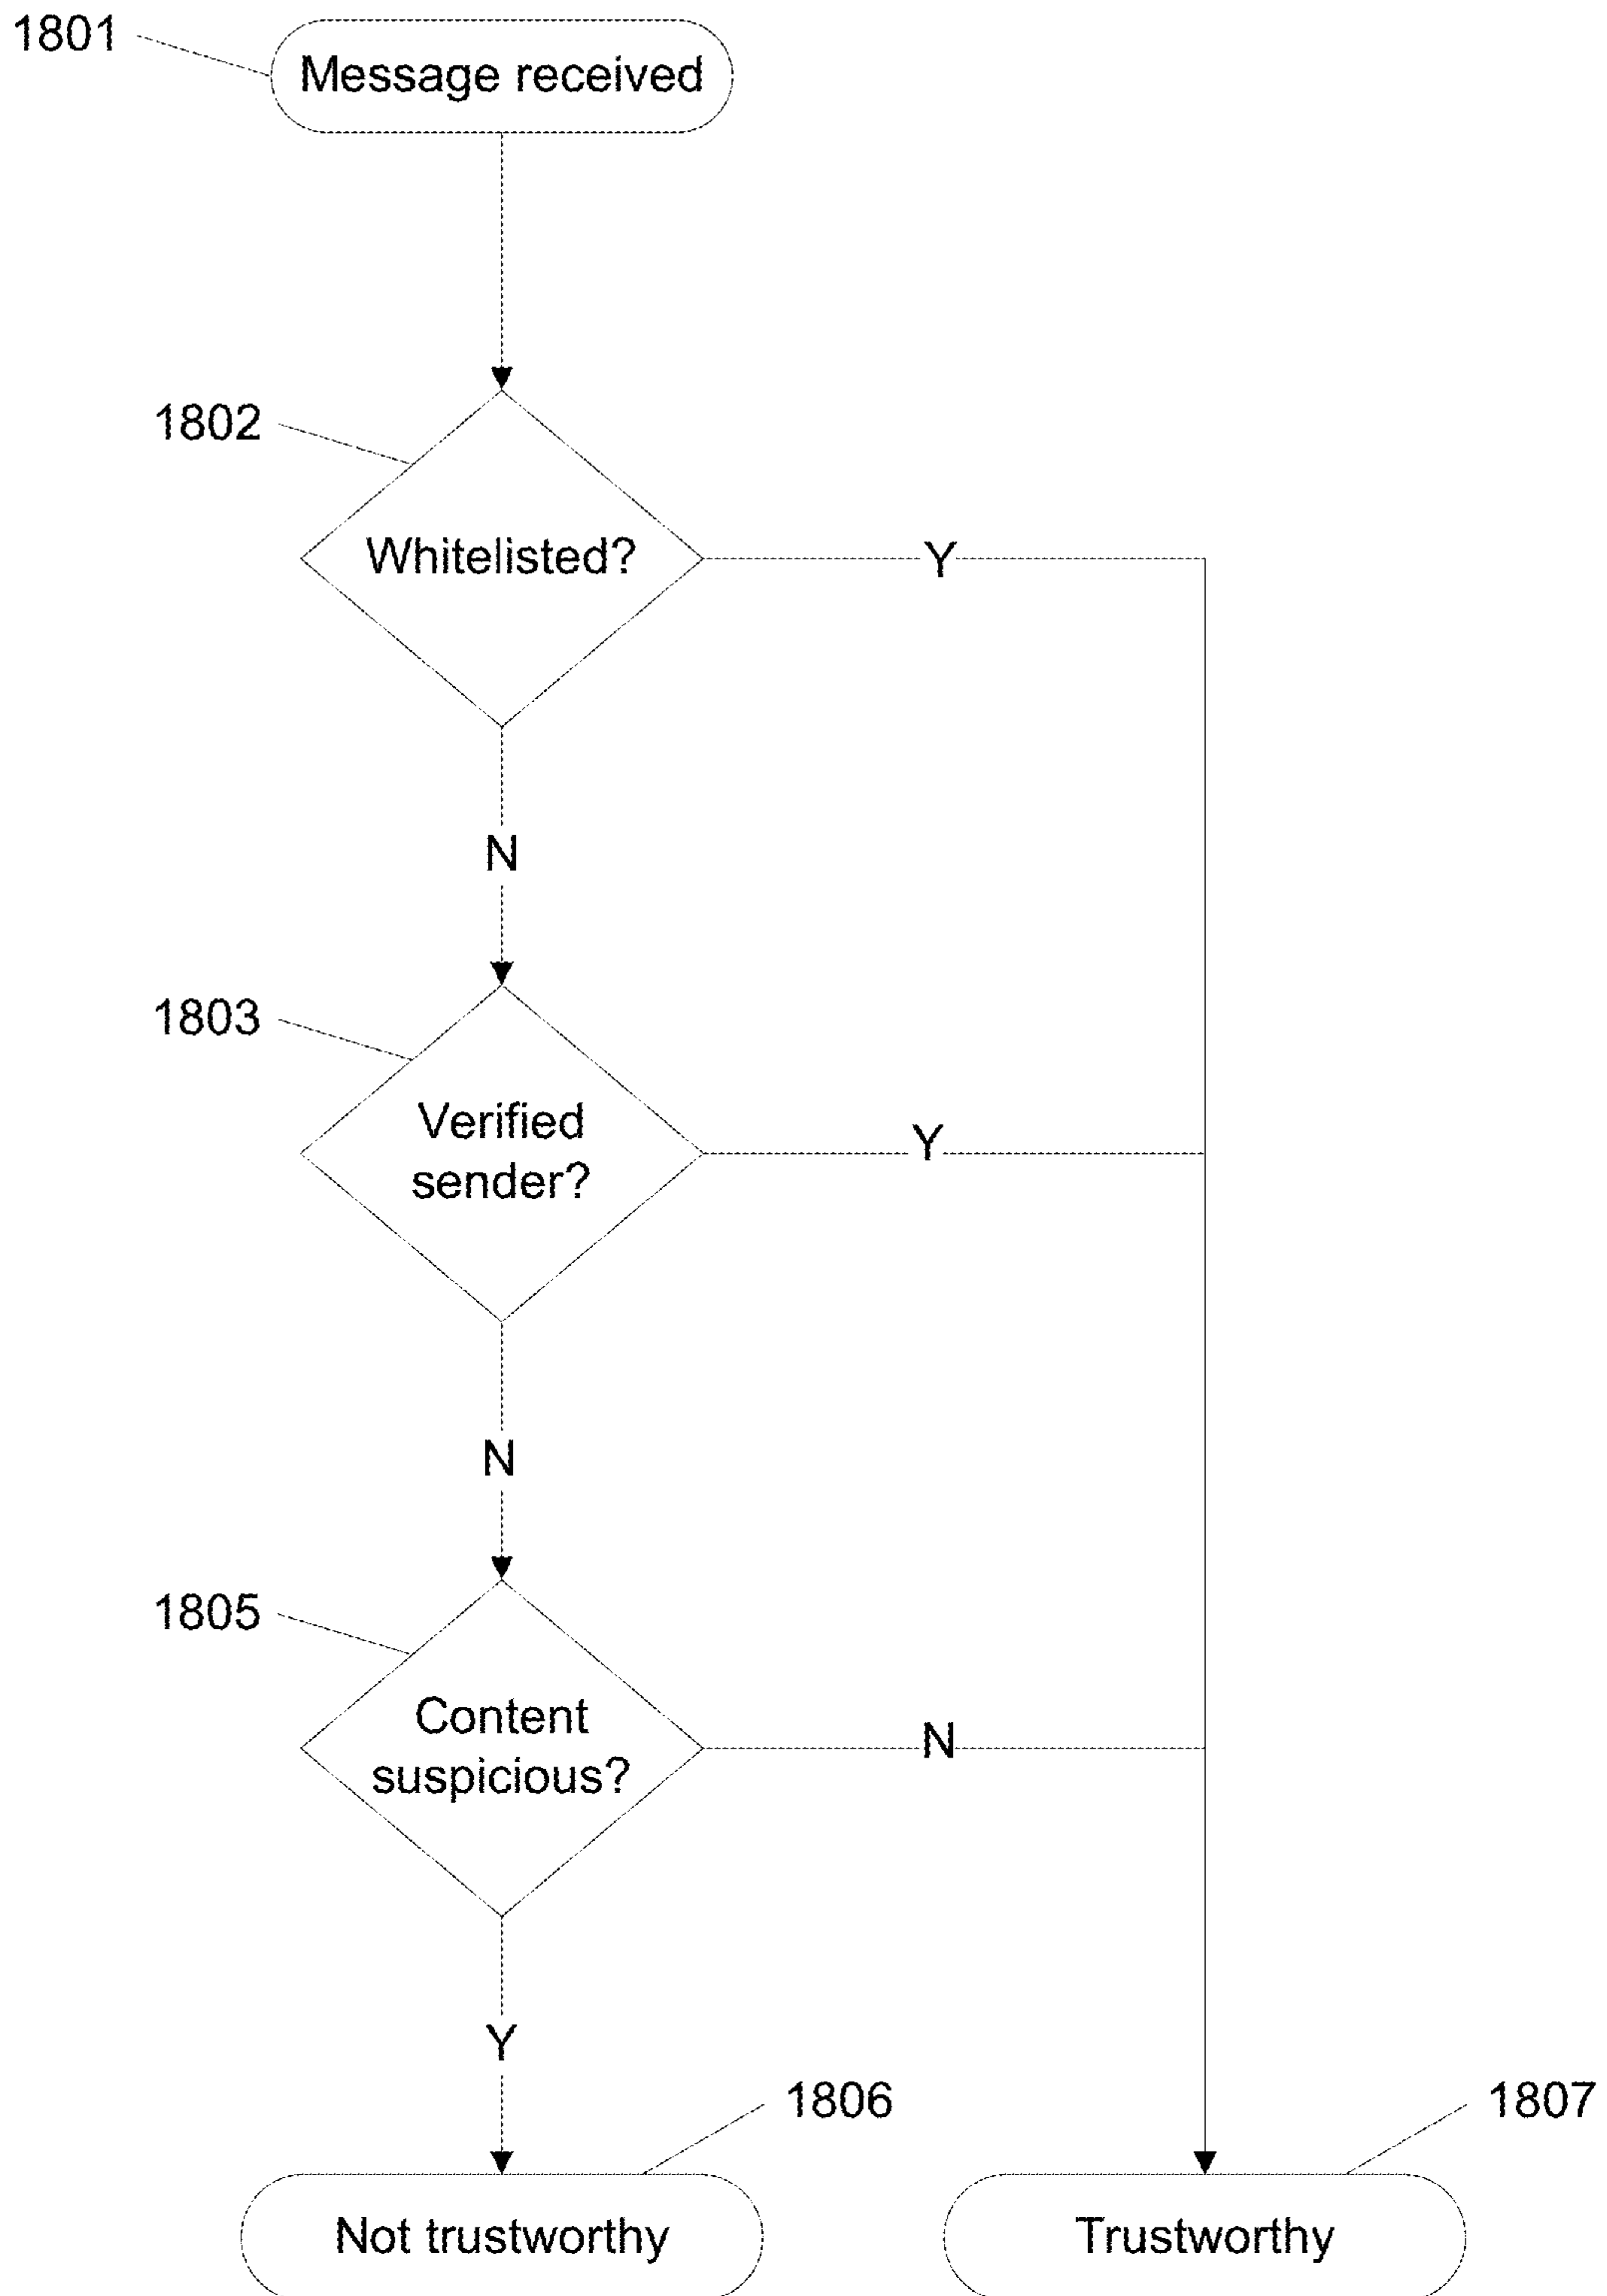 1801
Message received
1802
Whitelisted?
Y
N
1803
Verified
sender?
Y
N
1805
Content
suspicious?
N
Y
1806
1807
Not trustworthy
Trustworthy